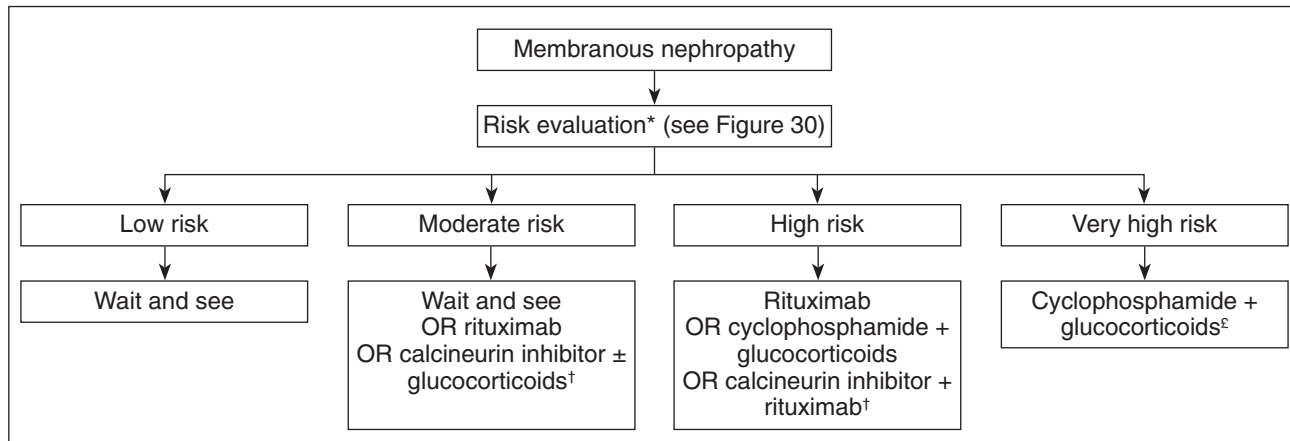 Membranous nephropathy
Risk evaluation* (see Figure 30)
Low risk
Moderate risk
High risk
Very high risk
Wait and see
Wait and see
OR rituximab
OR calcineurin inhibitor ±
glucocorticoids†
Rituximab
OR cyclophosphamide +
glucocorticoids
OR calcineurin inhibitor +
rituximab†
Cyclophosphamide +
glucocorticoids£